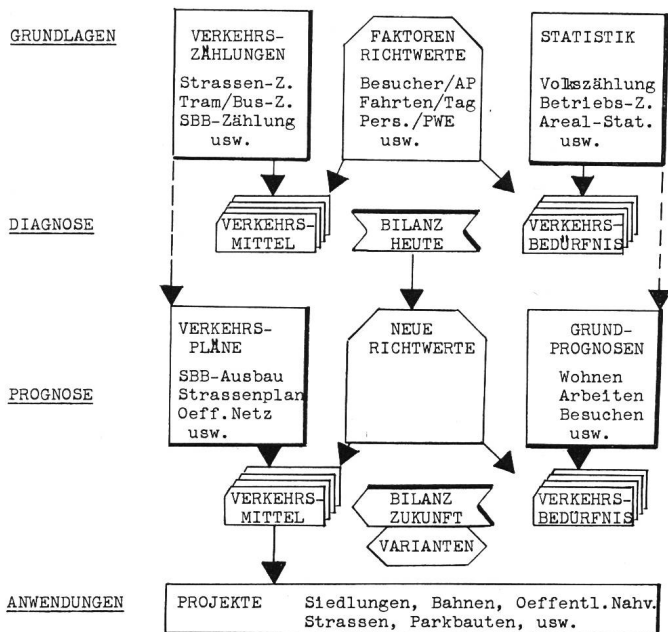 GRUNDLAGEN
VERKEHRS-
ZÄHLUNGEN
Strassen-Z.
Tram/Bus-Z.
SBB-Zählung
usw.
FAKTOREN
RICHTWERTE
Besucher/AP
Fahrten/Tag
Pers./PWE
usw.
STATISTIK
Volkszählung
Betriebs-Z.
Areal-Stat.
usw.
DIAGNOSE
VERKEHRS-
MITTEL
BILANZ
HEUTE
VERKEHRS-
BEDÜRFNIS
PROGNOSE
VERKEHRS-
PLÄNE
SBB-Ausbau
Strassenplan
Oeff.Netz
usw.
NEUE
RICHTWERTE
GRUND-
PROGNOSEN
Wohnen
Arbeiten
Besuchen
usw.
VERKEHRS-
MITTEL
BILANZ
ZUKUNFT
VARIANTEN
VERKEHRS-
BEDÜRFNIS
ANWENDUNGEN
PROJEKTE Siedlungen, Bahnen, Oeffentl.Nahv.
Strassen, Parkbauten, usw.